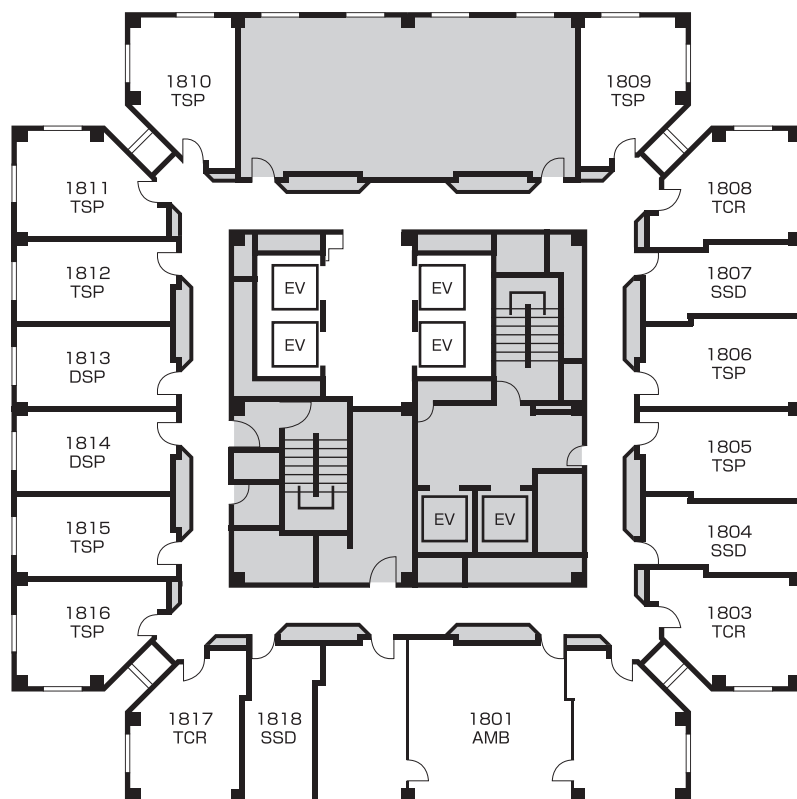 1810
TSP
1809
TSP
1811
TSP
1808
TCR
1812
TSP
EV
EV
1807
SSD
1813
DSP
EV
EV
1806
TSP
1814
DSP
1805
TSP
1815
TSP
EV
EV
1804
SSD
1816
TSP
1803
TCR
1817
TCR
1818
SSD
1801
AMB